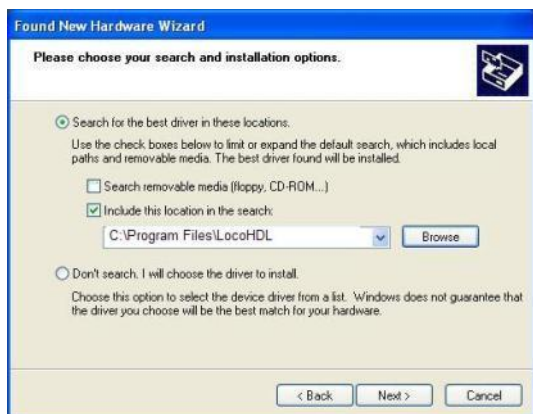 Found New Hardware Wizard
Please choose your search and installation options.
Search for the best driver in these locations.
Use the check boxes below to limit or expand the default search, which includes local
paths and removable media. The best driver found will be installed.
Search removable media (floppy, CD-ROM...)
Include this location in the search:
C:\Program Files\LocoHDL
Browse
Don't search. I will choose the driver to install.
Choose this option to select the device driver from a list. Windows does not guarantee that
the driver you choose will be the best match for your hardware.
< Back Next > Cancel